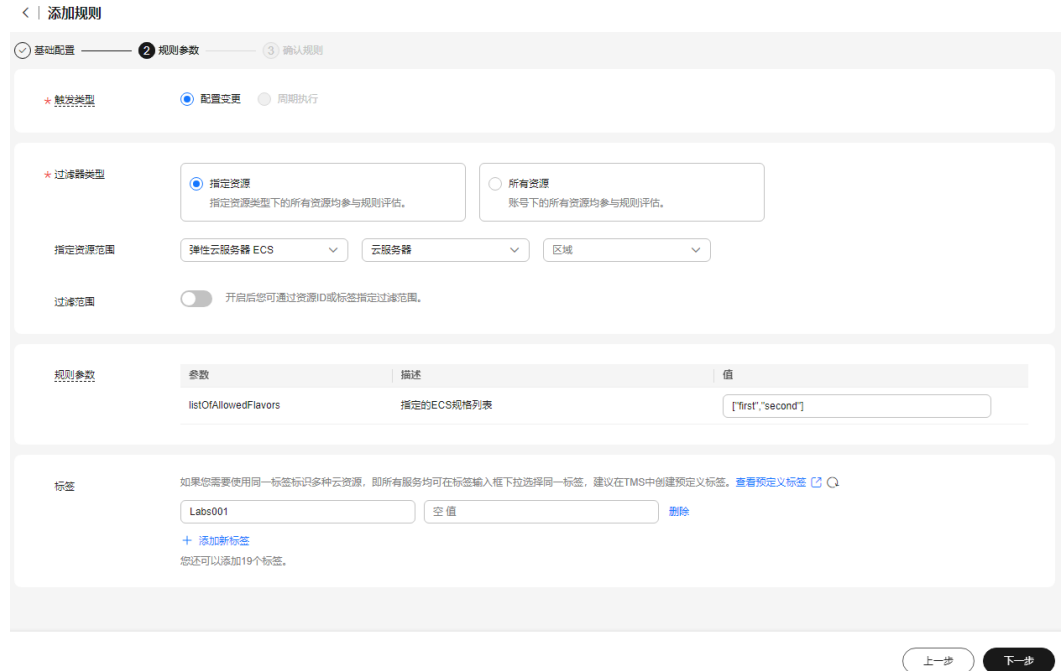 添加规则
基础配置 2 规则参数 3 确认规则
* 触发类型 配置变更 周期执行
* 过滤器类型 指定资源 所有资源
指定资源类型下的所有资源均参与规则评估。 账号下的所有资源均参与规则评估。
指定资源范围 弹性云服务器 ECS 云服务器 区域
过滤范围 开启后您可通过资源ID或标签指定过滤范围。
规则参数 参数 描述 值
listOfAllowedFlavors 指定的ECS规格列表 ["first","second"]
标签 如果您需要使用同一标签标识多种云资源，即所有服务均可在标签输入框下拉选择同一标签，建议在TMS中创建预定义标签。查看预定义标签
Labs001 空值 删除
+ 添加新标签
您还可以添加19个标签。
上一步 下一步